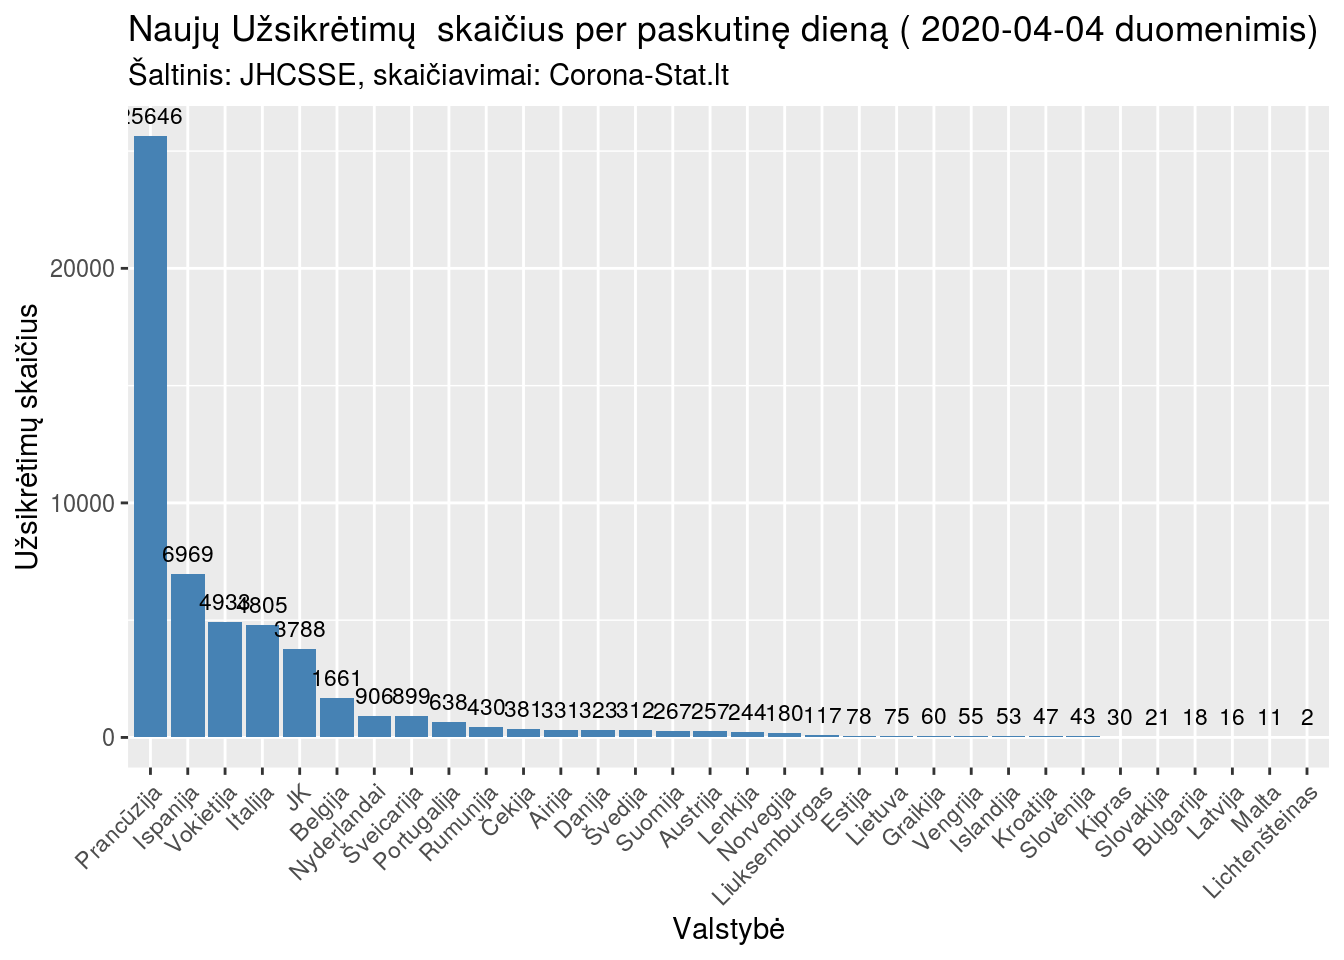 Naujų Užsikrėtimų  skaičius per paskutinę dieną ( 2020-04-04 duomenimis)
Šaltinis: JHCSSE, skaičiavimai: Corona-Stat.lt
Užsikrėtimų skaičius
20000
10000
0
25646
6969
4933
4805
3788
1661
906
899
638
430
381
331
323
312
267
257
244
180
117
78
75
60
55
53
47
43
30
21
18
16
11
2
Prancūzija
Ispanija
Vokietija
Italija
JK
Belgija
Nyderlandai
Šveicarija
Portugalija
Rumunija
Čekija
Airija
Danija
Švedija
Suomija
Austrija
Lenkija
Norvegija
Liuksemburgas
Estija
Lietuva
Graikija
Vengrija
Islandija
Kroatija
Slovėnija
Kipras
Slovakija
Bulgarija
Latvija
Malta
Lichtenšteinas
Valstybė